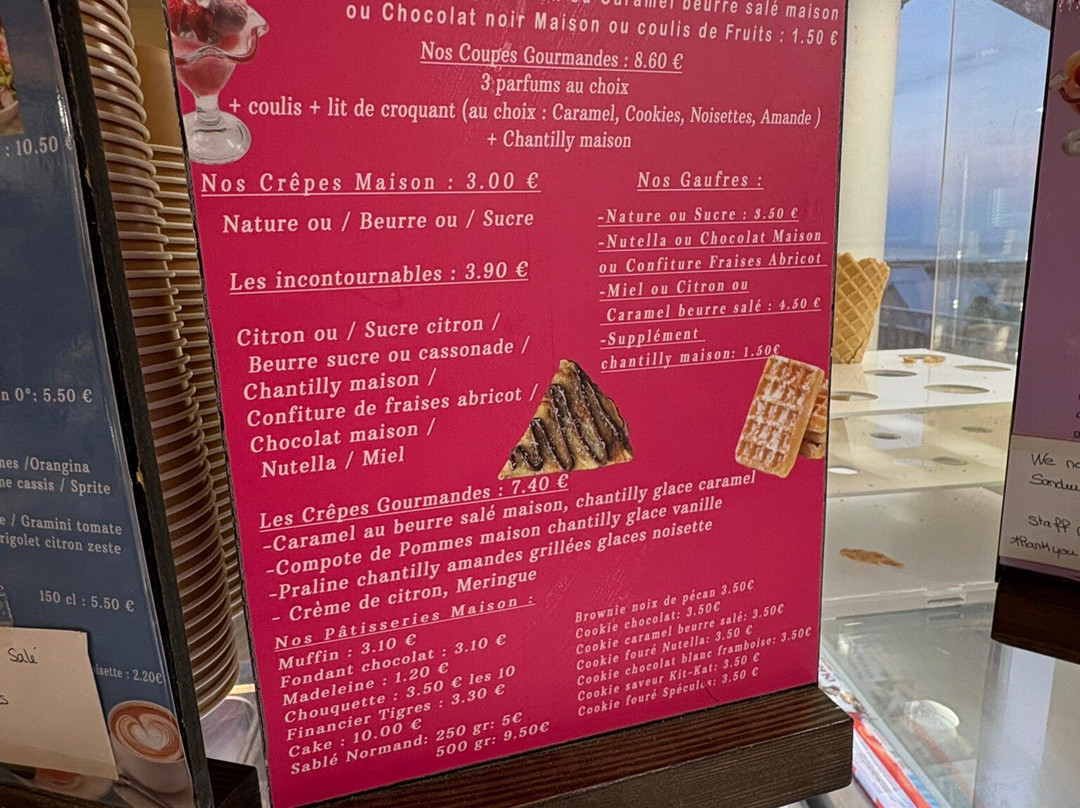 Caramel beurre salé maison
ou Chocolat noir Maison ou coulis de Fruits : 1.50 €
Nos Coupes Gourmandes : 8.60 €
3 parfums au choix
+ coulis + lit de croquant (au choix : Caramel, Cookies, Noisettes, Amande )
+ Chantilly maison
Nos Crêpes Maison : 3.00 €
Nature ou / Beurre ou / Sucre
Les incontournables : 3.90 €
Citron ou / Sucre citron /
Beurre sucre ou cassonade /
Chantilly maison /
Confiture de fraises abricot /
Chocolat maison /
Nutella / Miel
Nos Gaufres :
-Nature ou Sucre : 3.50 €
-Nutella ou Chocolat Maison
ou Confiture Fraises Abricot
-Miel ou Citron ou
Caramel beurre salé : 4.50 €
-Supplément
chantilly maison: 1.50€
Les Crêpes Gourmandes : 7.40 €
-Caramel au beurre salé maison, chantilly glace caramel
-Compote de Pommes maison chantilly glace vanille
-Praline chantilly amandes grillées glaces noisette
- Crème de citron, Meringue
Nos Pâtisseries Maison :
Muffin : 3.10 €
Fondant chocolat : 3.10 €
Madeleine : 1.20 €
Chouquette : 3.50 € les 10
Financier Tigres : 3.30 €
Cake : 10.00 €
Sablé Normand: 250 gr: 5€
500 gr: 9.50€
Brownie noix de pécan 3.50€
Cookie chocolat: 3.50€
Cookie caramel beurre salé: 3.50€
Cookie fouré Nutella: 3.50 €
Cookie chocolat blanc framboise: 3.50€
Cookie saveur Kit-Kat: 3.50 €
Cookie fouré Spéculos: 3.50 €
: 10.50 €
n 0°: 5.50 €
/Orangina
cassis / Sprite
/ Gramini tomate
citron zeste
150 cl : 5.50 €
: 2.20€
Salé
We
Staff
thank you